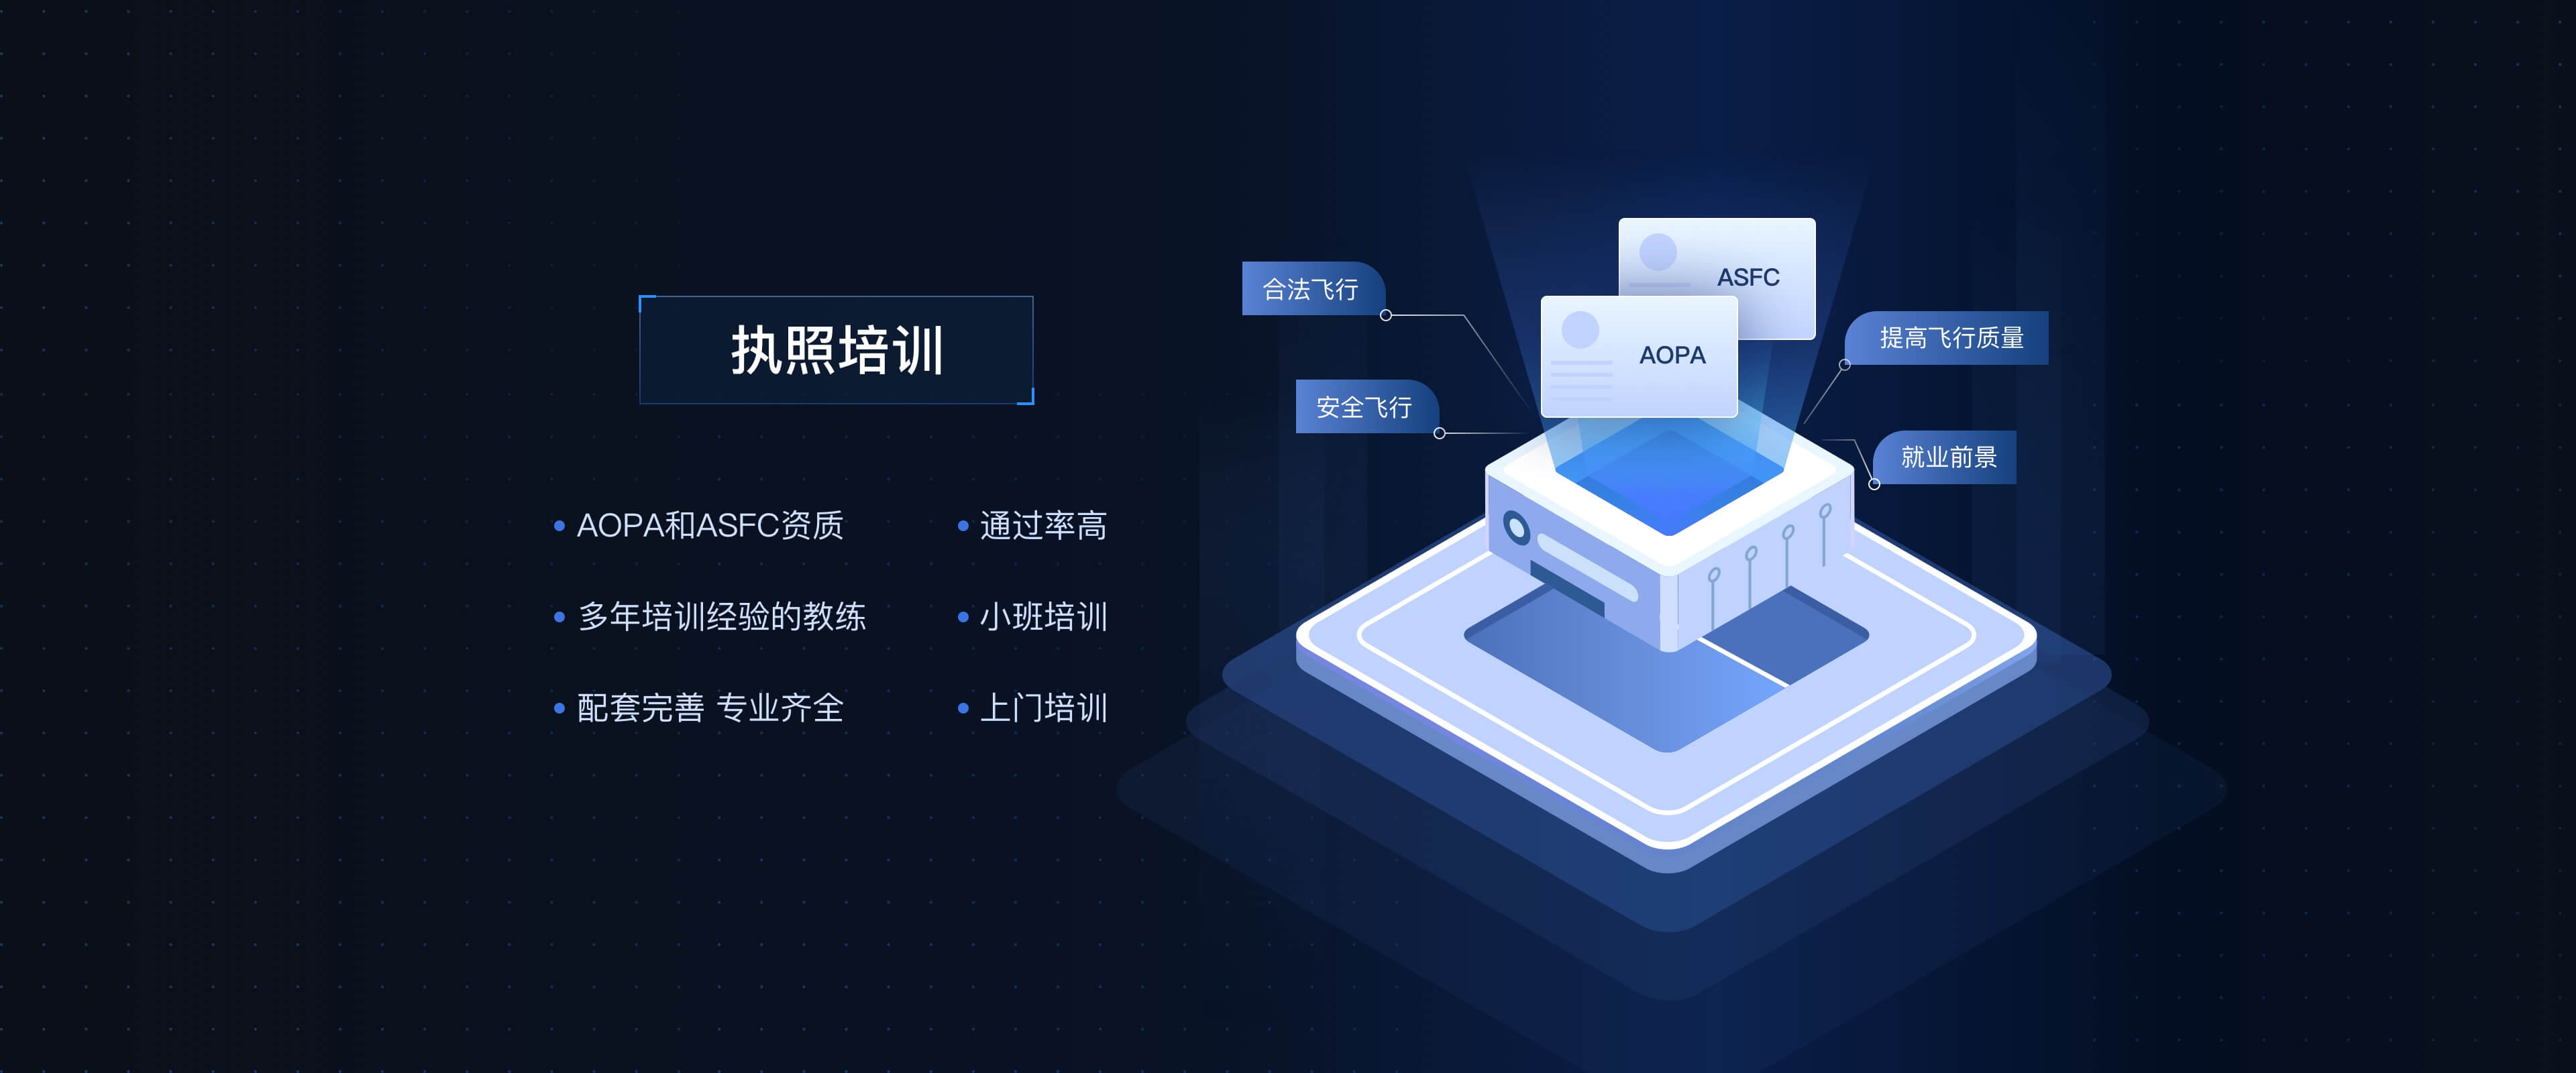 执照培训
AOPA和ASFC资质
通过率高
多年培训经验的教练
小班培训
配套完善 专业齐全
上门培训
ASFC
合法飞行
提高飞行质量
AOPA
安全飞行
就业前景